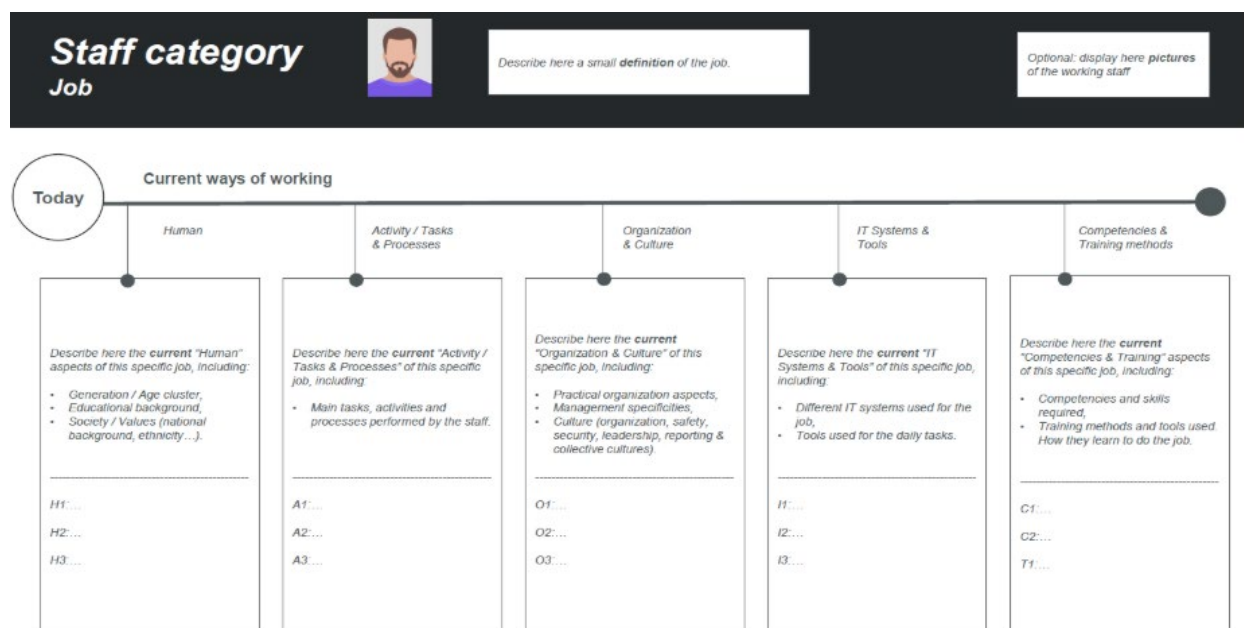 Staff category
Job
Describe here a small definition of the job.
Optional: display here pictures
of the working staff
Today
Current ways of working
Human
Activity / Tasks
& Processes
Organization
& Culture
IT Systems &
Tools
Competencies &
Training methods
Describe here the current "Human"
aspects of this specific job, including:
• Generation / Age cluster,
• Educational background,
• Society / Values (national
background, ethnicity…).
H1:…
H2:…
H3:…
Describe here the current "Activity /
Tasks & Processes" of this specific
job, including:
• Main tasks, activities and
processes performed by the staff.
A1:…
A2:…
A3:…
Describe here the current
"Organization & Culture" of this
specific job, including:
• Practical organization aspects,
• Management specificities,
• Culture (organization, safety,
security, leadership, reporting &
collective cultures).
O1:…
O2:…
O3:…
Describe here the current "IT
Systems & Tools" of this specific job,
including:
• Different IT systems used for the
job,
• Tools used for the daily tasks.
I1:…
I2:…
I3:…
Describe here the current
"Competencies & Training" aspects
of this specific job, including:
• Competencies and skills
required,
• Training methods and tools used.
How they learn to do the job.
C1:…
C2:…
T1:…